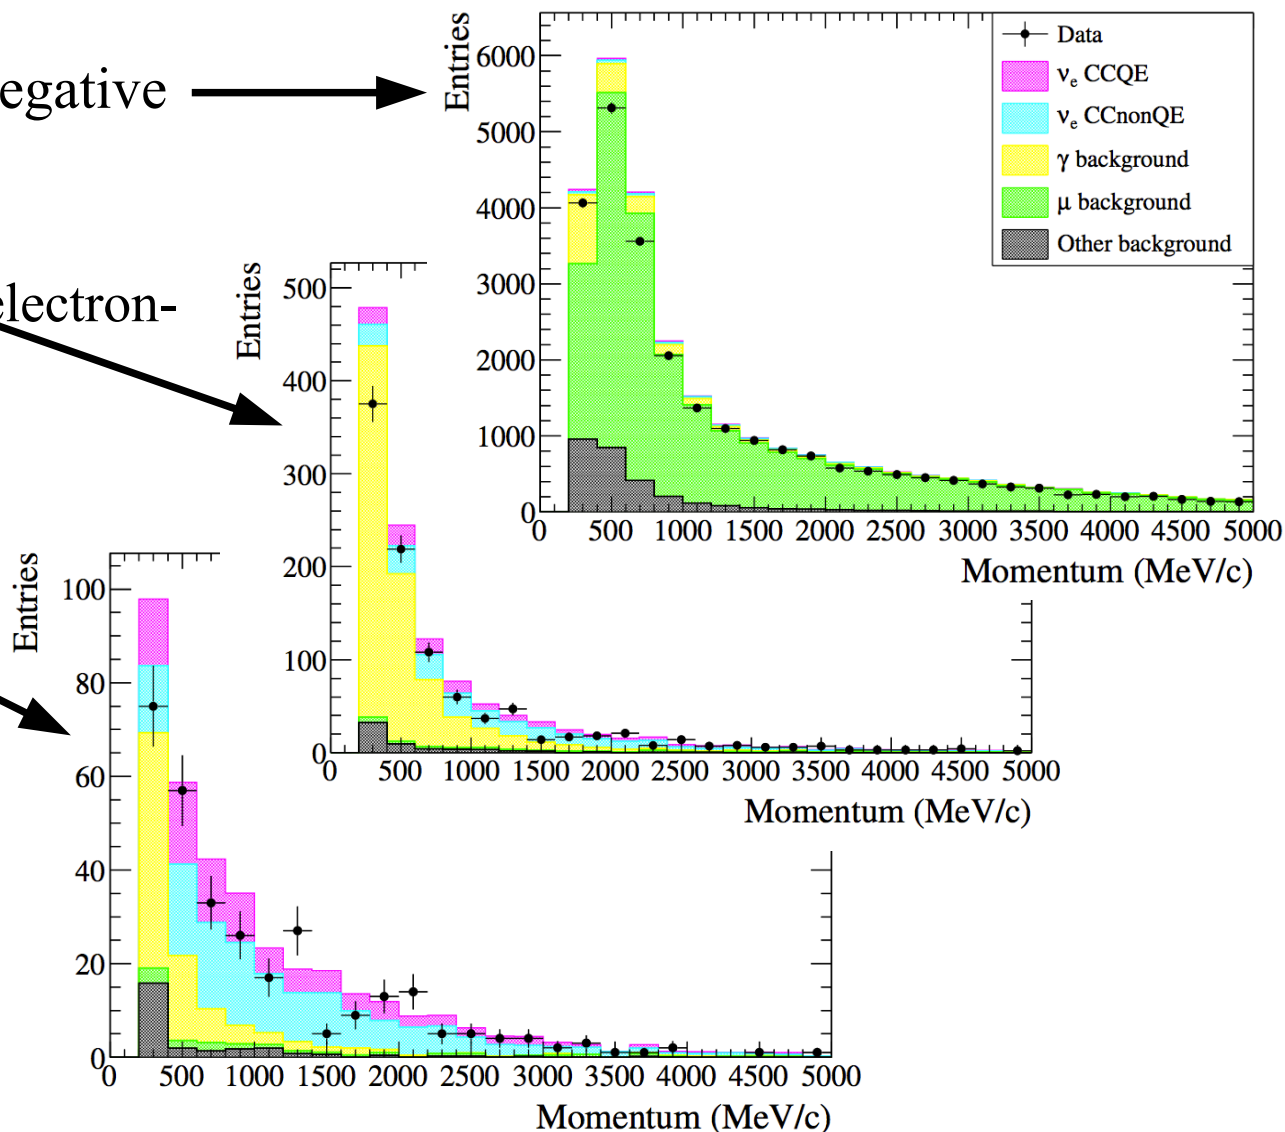 egative
Entries
6000
5000
4000
3000
2000
1000
0
Data
νe CCQE
νe CCnonQE
γ background
μ background
Other background
0 500 1000 1500 2000 2500 3000 3500 4000 4500 5000
Momentum (MeV/c)
electron-
Entries
500
400
300
200
100
0
0 500 1000 1500 2000 2500 3000 3500 4000 4500 5000
Momentum (MeV/c)
Entries
100
80
60
40
20
0
0 500 1000 1500 2000 2500 3000 3500 4000 4500 5000
Momentum (MeV/c)